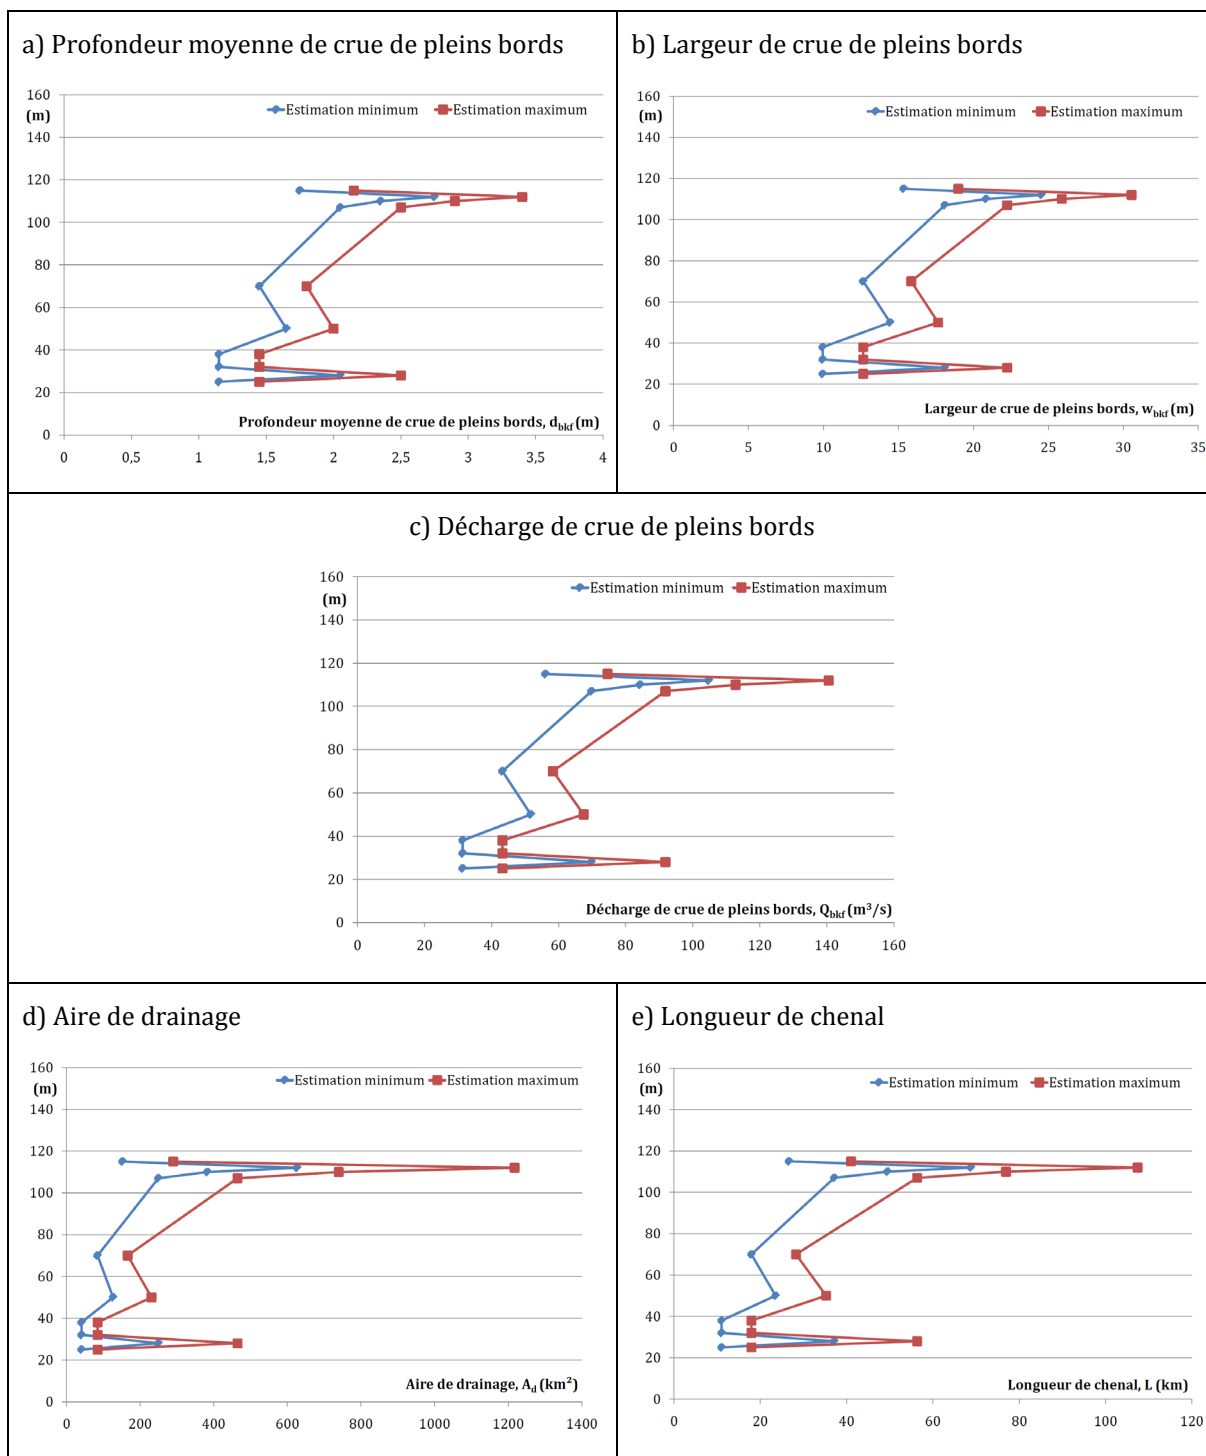 a) Profondeur moyenne de crue de pleins bords
160
(m)
140
120
100
80
60
40
20
0
Estimation minimum
Estimation maximum
Profondeur moyenne de crue de pleins bords, dbkf (m)
0 0,5 1 1,5 2 2,5 3 3,5 4
b) Largeur de crue de pleins bords
160
(m)
140
120
100
80
60
40
20
0
Estimation minimum
Estimation maximum
Largeur de crue de pleins bords, wbkf (m)
0 5 10 15 20 25 30 35
c) Décharge de crue de pleins bords
160
(m)
140
120
100
80
60
40
20
0
Estimation minimum
Estimation maximum
Décharge de crue de pleins bords, Qbkf (m³/s)
0 20 40 60 80 100 120 140 160
d) Aire de drainage
160
(m)
140
120
100
80
60
40
20
0
Estimation minimum
Estimation maximum
Aire de drainage, Ad (km²)
0 200 400 600 800 1000 1200 1400
e) Longueur de chenal
160
(m)
140
120
100
80
60
40
20
0
Estimation minimum
Estimation maximum
Longueur de chenal, L (km)
0 20 40 60 80 100 120